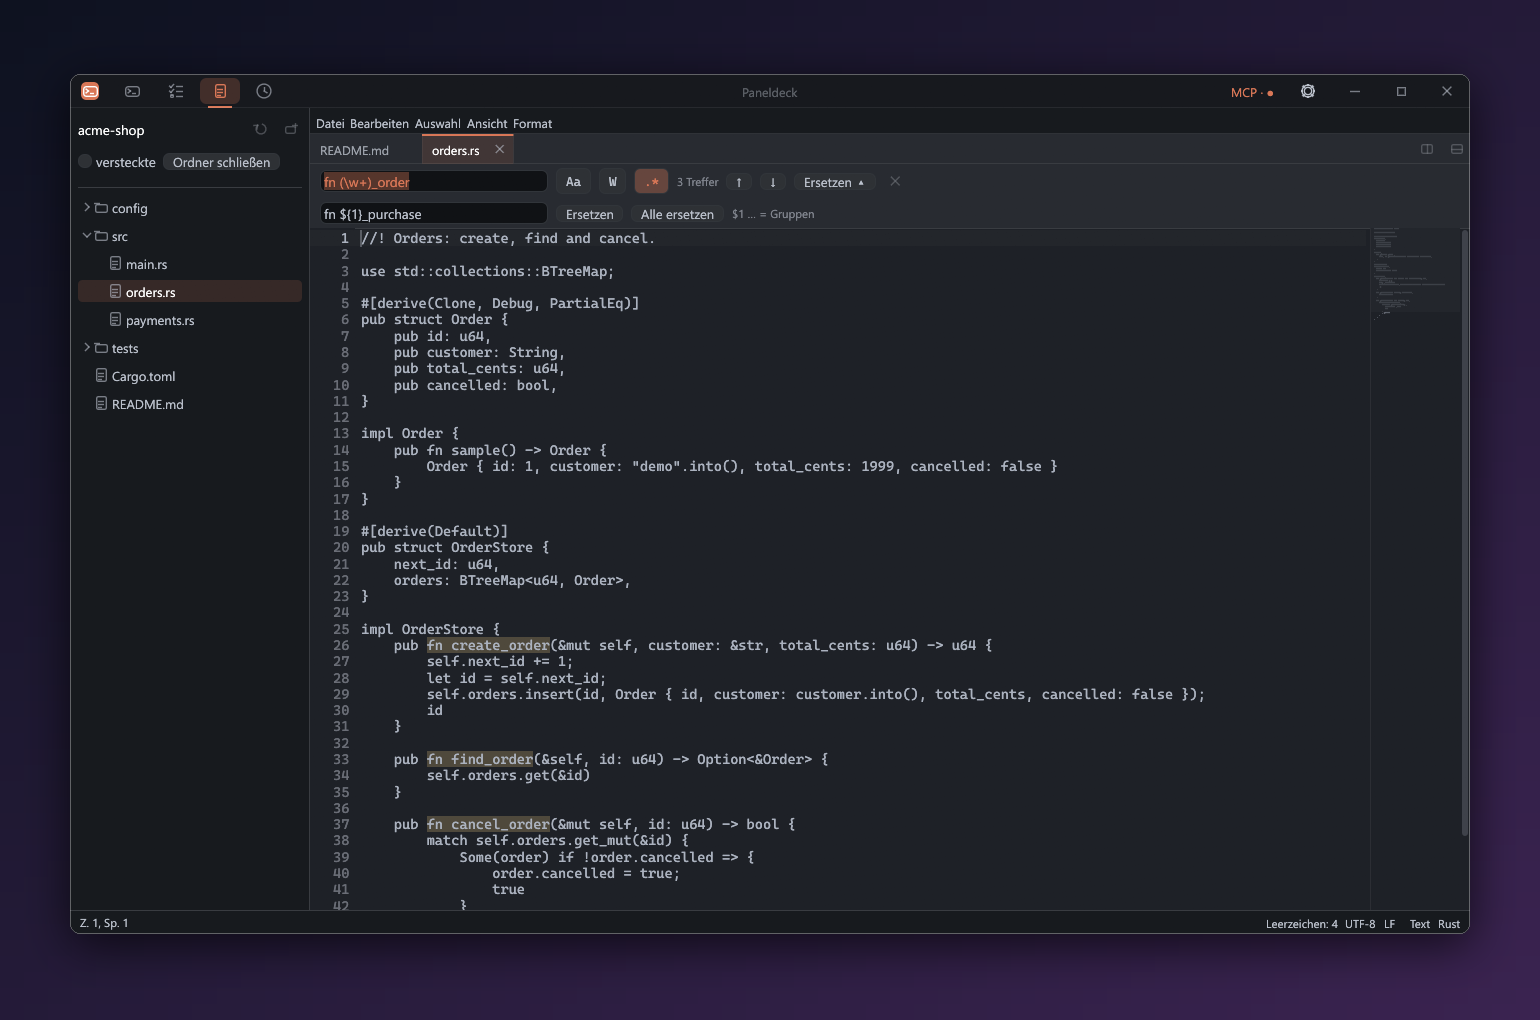 Paneldeck
MCP · ●
acme-shop
versteckte
Ordner schließen
config
src
main.rs
orders.rs
payments.rs
tests
Cargo.toml
README.md
Datei Bearbeiten Auswahl Ansicht Format
README.md
orders.rs
fn (\w+)_order
Aa
W
.*
3 Treffer
↑
↓
Ersetzen ▴
fn ${1}_purchase
Ersetzen
Alle ersetzen
$1 ... = Gruppen
1 //! Orders: create, find and cancel.
2
3 use std::collections::BTreeMap;
4
5 #[derive(Clone, Debug, PartialEq)]
6 pub struct Order {
7     pub id: u64,
8     pub customer: String,
9     pub total_cents: u64,
10     pub cancelled: bool,
11 }
12
13 impl Order {
14     pub fn sample() -> Order {
15         Order { id: 1, customer: "demo".into(), total_cents: 1999, cancelled: false }
16     }
17 }
18
19 #[derive(Default)]
20 pub struct OrderStore {
21     next_id: u64,
22     orders: BTreeMap<u64, Order>,
23 }
24
25 impl OrderStore {
26     pub fn create_order(&mut self, customer: &str, total_cents: u64) -> u64 {
27         self.next_id += 1;
28         let id = self.next_id;
29         self.orders.insert(id, Order { id, customer: customer.into(), total_cents, cancelled: false });
30         id
31     }
32
33     pub fn find_order(&self, id: u64) -> Option<&Order> {
34         self.orders.get(&id)
35     }
36
37     pub fn cancel_order(&mut self, id: u64) -> bool {
38         match self.orders.get_mut(&id) {
39             Some(order) if !order.cancelled => {
40                 order.cancelled = true;
41                 true
42             }
Z. 1, Sp. 1
Leerzeichen: 4 UTF-8 LF Text Rust